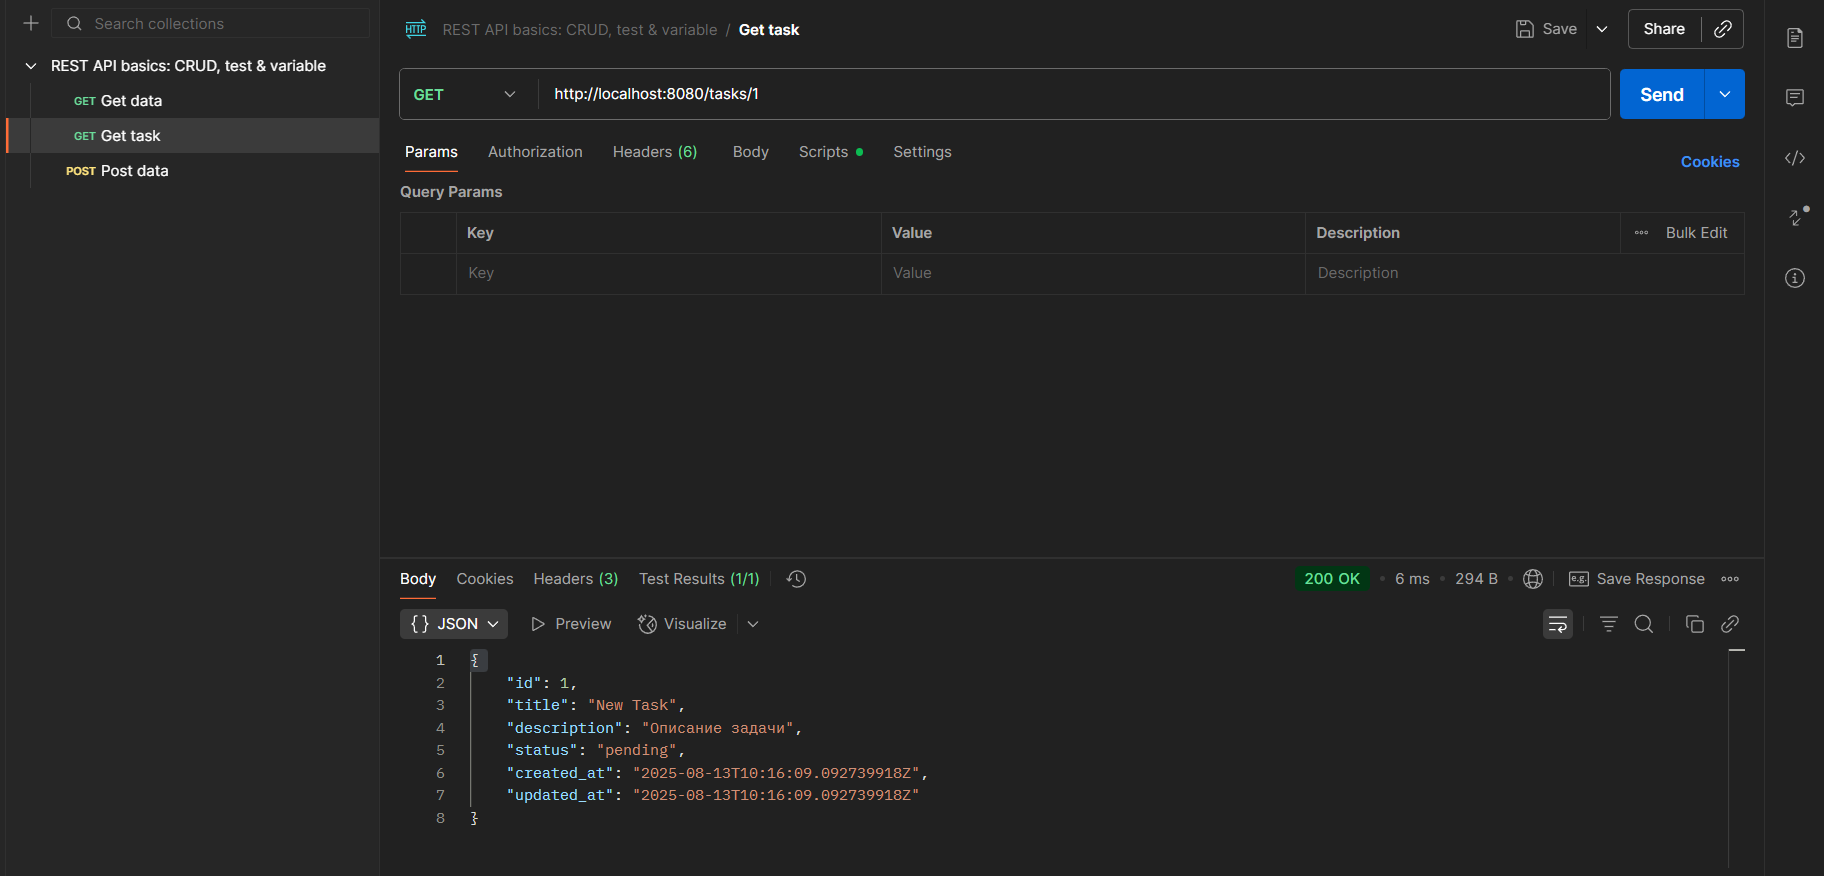 Search collections
REST API basics: CRUD, test & variable
GET Get data
GET Get task
POST Post data
HTTP REST API basics: CRUD, test & variable / Get task
Save
Share
GET http://localhost:8080/tasks/1
Send
Params Authorization Headers (6) Body Scripts Settings
Cookies
Query Params
Key Value Description Bulk Edit
Key Value Description
Body Cookies Headers (3) Test Results (1/1)
200 OK • 6 ms • 294 B • e.g. Save Response
{} JSON Preview Visualize
1 {
2 "id": 1,
3 "title": "New Task",
4 "description": "Описание задачи",
5 "status": "pending",
6 "created_at": "2025-08-13T10:16:09.092739918Z",
7 "updated_at": "2025-08-13T10:16:09.092739918Z"
8 }